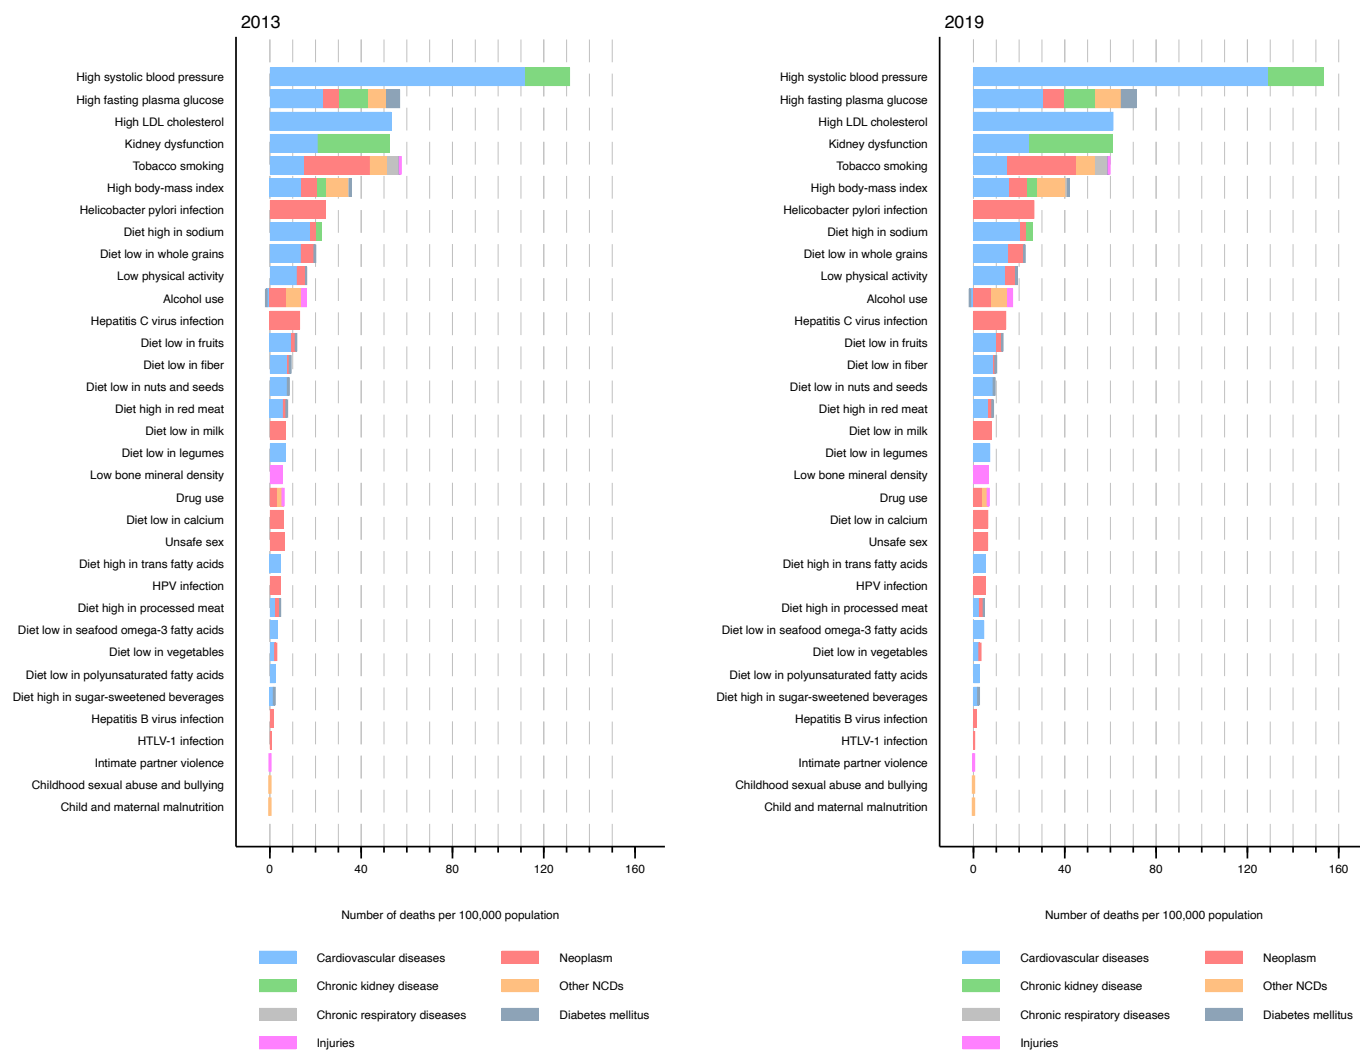 2013
High systolic blood pressure
High fasting plasma glucose
High LDL cholesterol
Kidney dysfunction
Tobacco smoking
High body-mass index
Helicobacter pylori infection
Diet high in sodium
Diet low in whole grains
Low physical activity
Alcohol use
Hepatitis C virus infection
Diet low in fruits
Diet low in fiber
Diet low in nuts and seeds
Diet high in red meat
Diet low in milk
Diet low in legumes
Low bone mineral density
Drug use
Diet low in calcium
Unsafe sex
Diet high in trans fatty acids
HPV infection
Diet high in processed meat
Diet low in seafood omega-3 fatty acids
Diet low in vegetables
Diet low in polyunsaturated fatty acids
Diet high in sugar-sweetened beverages
Hepatitis B virus infection
HTLV-1 infection
Intimate partner violence
Childhood sexual abuse and bullying
Child and maternal malnutrition
0 40 80 120 160
Number of deaths per 100,000 population
Cardiovascular diseases Neoplasm
Chronic kidney disease Other NCDs
Chronic respiratory diseases Diabetes mellitus
Injuries
2019
High systolic blood pressure
High fasting plasma glucose
High LDL cholesterol
Kidney dysfunction
Tobacco smoking
High body-mass index
Helicobacter pylori infection
Diet high in sodium
Diet low in whole grains
Low physical activity
Alcohol use
Hepatitis C virus infection
Diet low in fruits
Diet low in fiber
Diet low in nuts and seeds
Diet high in red meat
Diet low in milk
Diet low in legumes
Low bone mineral density
Drug use
Diet low in calcium
Unsafe sex
Diet high in trans fatty acids
HPV infection
Diet high in processed meat
Diet low in seafood omega-3 fatty acids
Diet low in vegetables
Diet low in polyunsaturated fatty acids
Diet high in sugar-sweetened beverages
Hepatitis B virus infection
HTLV-1 infection
Intimate partner violence
Childhood sexual abuse and bullying
Child and maternal malnutrition
0 40 80 120 160
Number of deaths per 100,000 population
Cardiovascular diseases Neoplasm
Chronic kidney disease Other NCDs
Chronic respiratory diseases Diabetes mellitus
Injuries